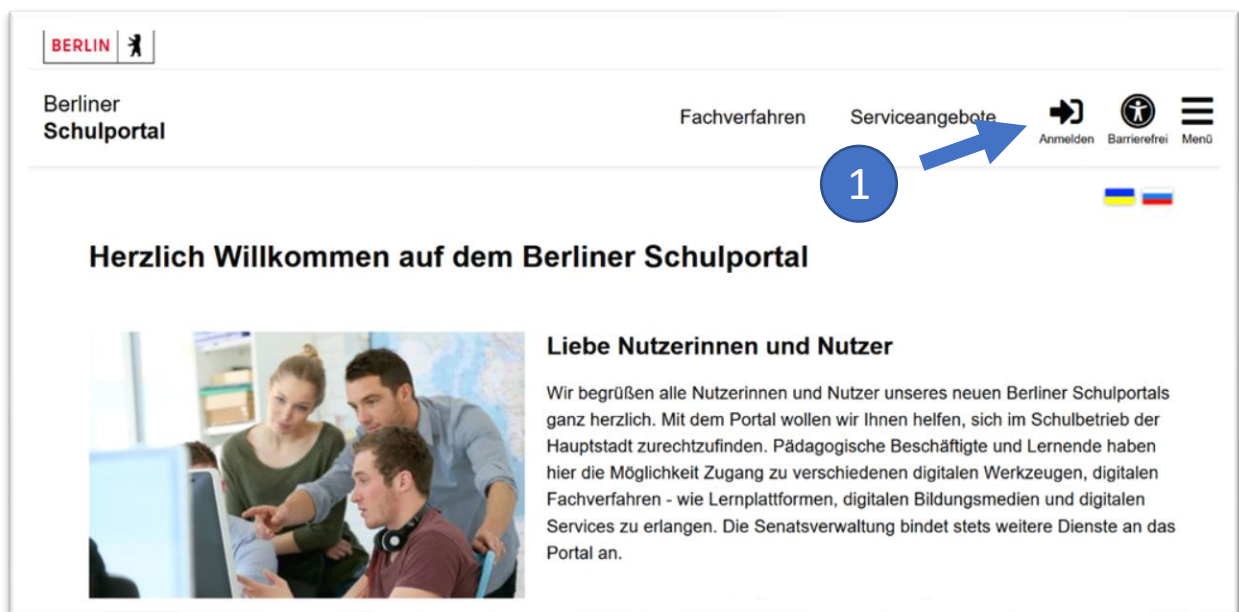 BERLIN
Berliner
Schulportal
Fachverfahren
Serviceangebote
Anmelden
Barrierefrei
Menü
1
Herzlich Willkommen auf dem Berliner Schulportal
Liebe Nutzerinnen und Nutzer
Wir begrüßen alle Nutzerinnen und Nutzer unseres neuen Berliner Schulportals
ganz herzlich. Mit dem Portal wollen wir Ihnen helfen, sich im Schulbetrieb der
Hauptstadt zurechtzufinden. Pädagogische Beschäftigte und Lernende haben
hier die Möglichkeit Zugang zu verschiedenen digitalen Werkzeugen, digitalen
Fachverfahren - wie Lernplattformen, digitalen Bildungsmedien und digitalen
Services zu erlangen. Die Senatsverwaltung bindet stets weitere Dienste an das
Portal an.